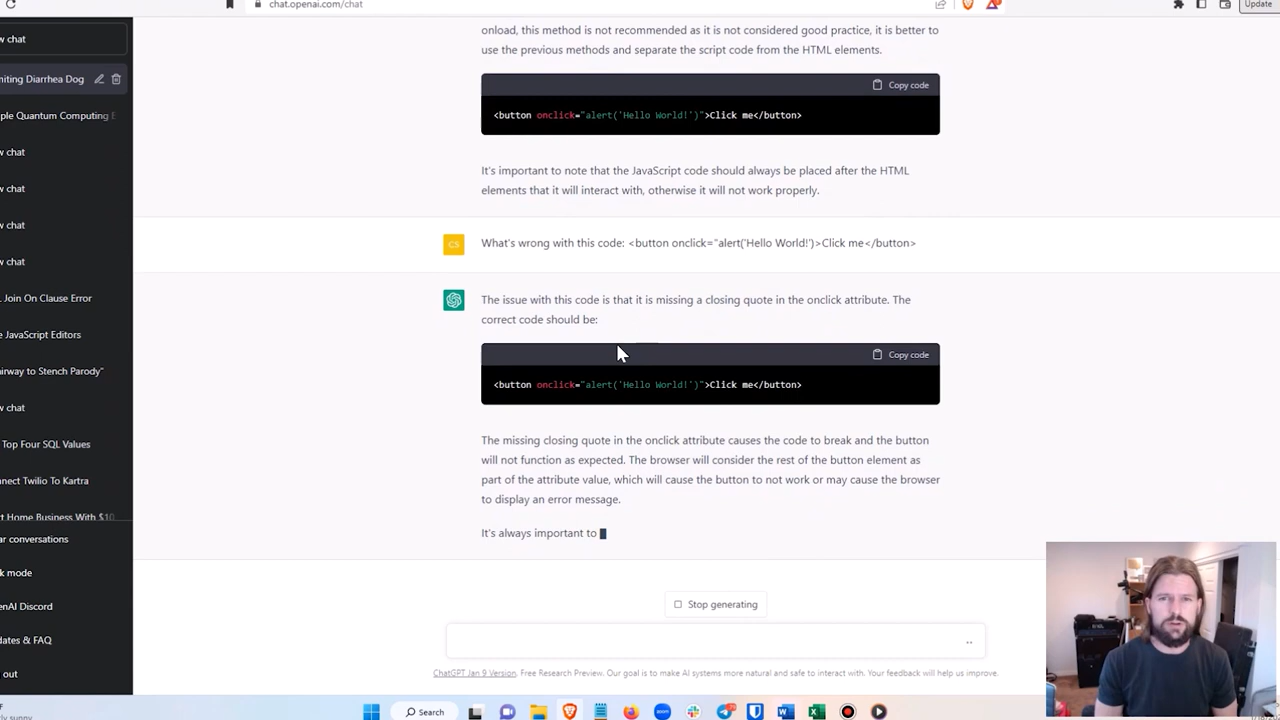 chat.openai.com/chat
Update
w chat
niting Diarrhea Dog
ple Quantum Computing E
w chat
w chat
w chat
w chat
L Join On Clause Error
e JavaScript Editors
airway to Stench Parody"
w chat
Top Four SQL Values
nnect Twilio To Kartra
rt Home Business With $10
ar conversations
k mode
enAI Discord
dates & FAQ
out
onload, this method is not recommended as it is not considered good practice, it is better to
use the previous methods and separate the script code from the HTML elements.
Copy code
<button onclick="alert('Hello World!')">Click me</button>
It's important to note that the JavaScript code should always be placed after the HTML
elements that it will interact with, otherwise it will not work properly.
CS
What's wrong with this code: <button onclick="alert('Hello World!')>Click me</button>
The issue with this code is that it is missing a closing quote in the onclick attribute. The
correct code should be:
Copy code
<button onclick="alert('Hello World!')">Click me</button>
The missing closing quote in the onclick attribute causes the code to break and the button
will not function as expected. The browser will consider the rest of the button element as
part of the attribute value, which will cause the button to not work or may cause the browser
to display an error message.
It's always important to
Stop generating
ChatGPT Jan 9 Version. Free Research Preview. Our goal is to make AI systems more natural and safe to interact with. Your feedback will help us improve.
Search
zoom